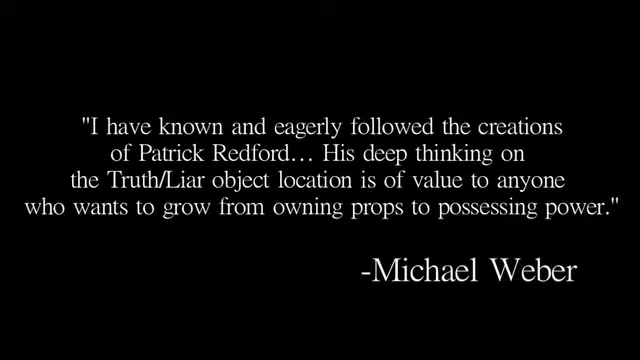 "I have known and eagerly followed the creations
of Patrick Redford... His deep thinking on
the Truth/Liar object location is of value to anyone
who wants to grow from owning props to possessing power."
-Michael Weber